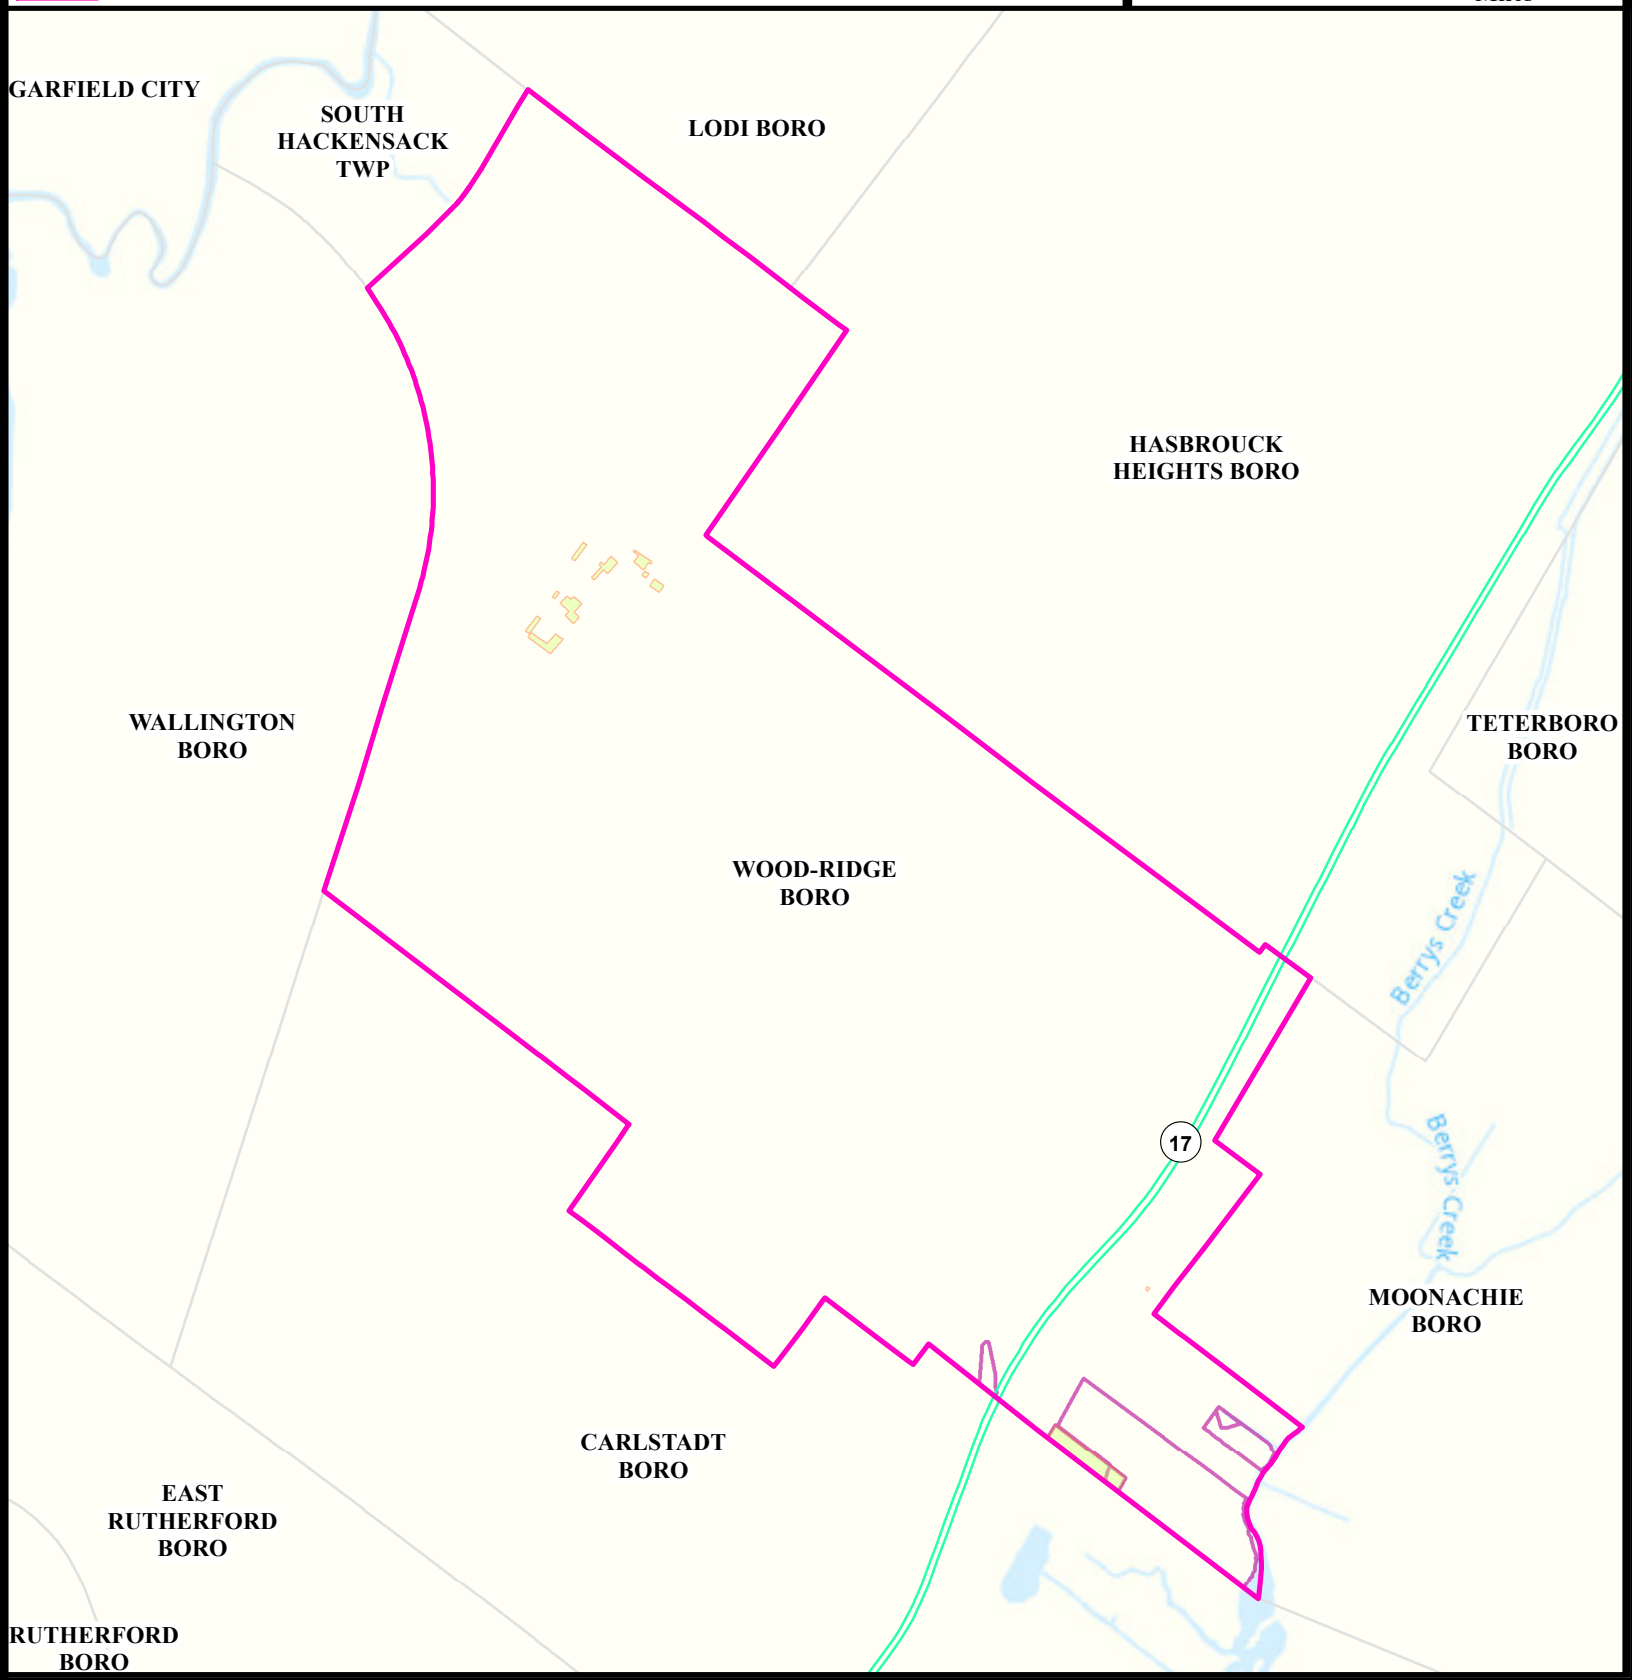 GARFIELD CITY
SOUTH
HACKENSACK
TWP
LODI BORO
HASBROUCK
HEIGHTS BORO
WALLINGTON
BORO
TETERBORO
BORO
WOOD-RIDGE
BORO
Berrys Creek
17
Berrys Creek
MOONACHIE
BORO
CARLSTADT
BORO
EAST
RUTHERFORD
BORO
RUTHERFORD
BORO